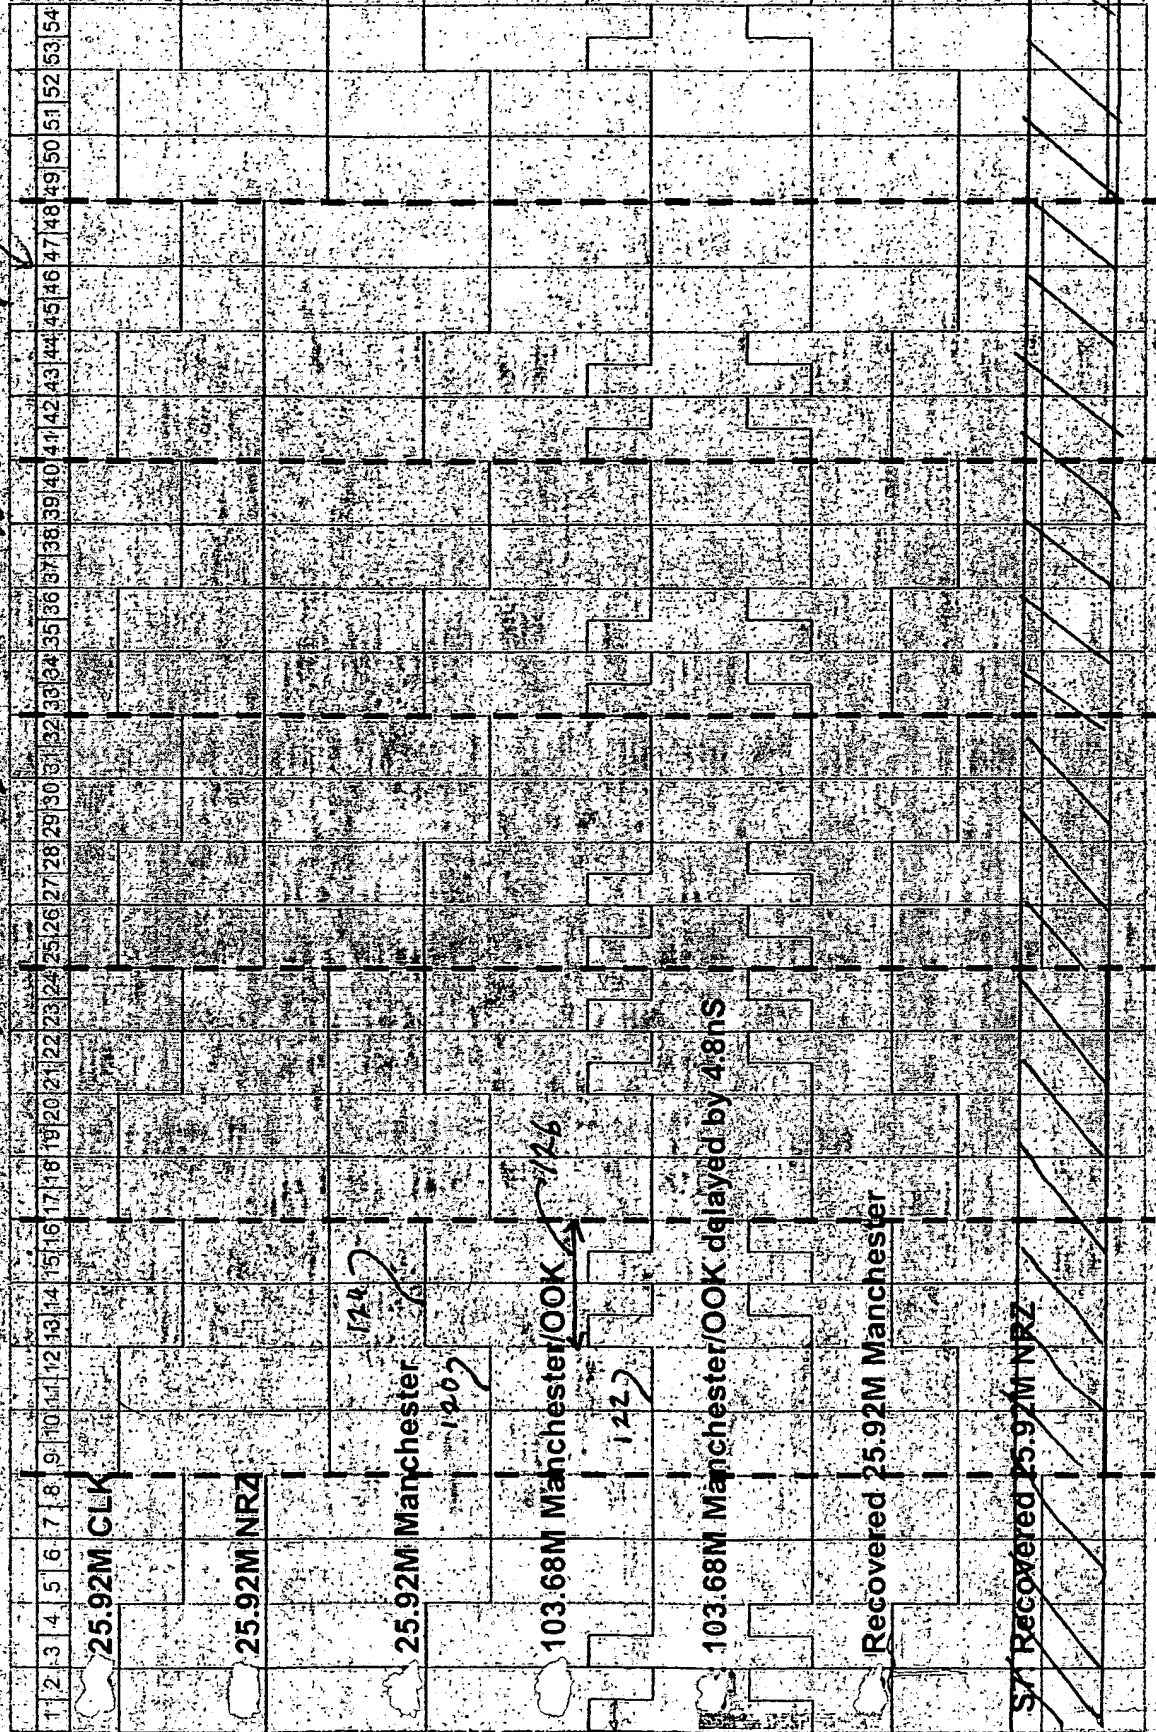 1 2 3 4 5 6 7 8 9 10 11 12 13 14 15 16 17 18 19 20 21 22 23 24 25 26 27 28 29 30 31 32 33 34 35 36 37 38 39 40 41 42 43 44 45 46 47 48 49 50 51 52 53 54
25.92M CLK
25.92M NRZ
124
25.92M Manchester
120
126
103.68M Manchester/OOK
122
103.68M Manchester/OOK delayed by 4.8nS
Recovered 25.92M Manchester
S7 Recovered 25.92M NRZ